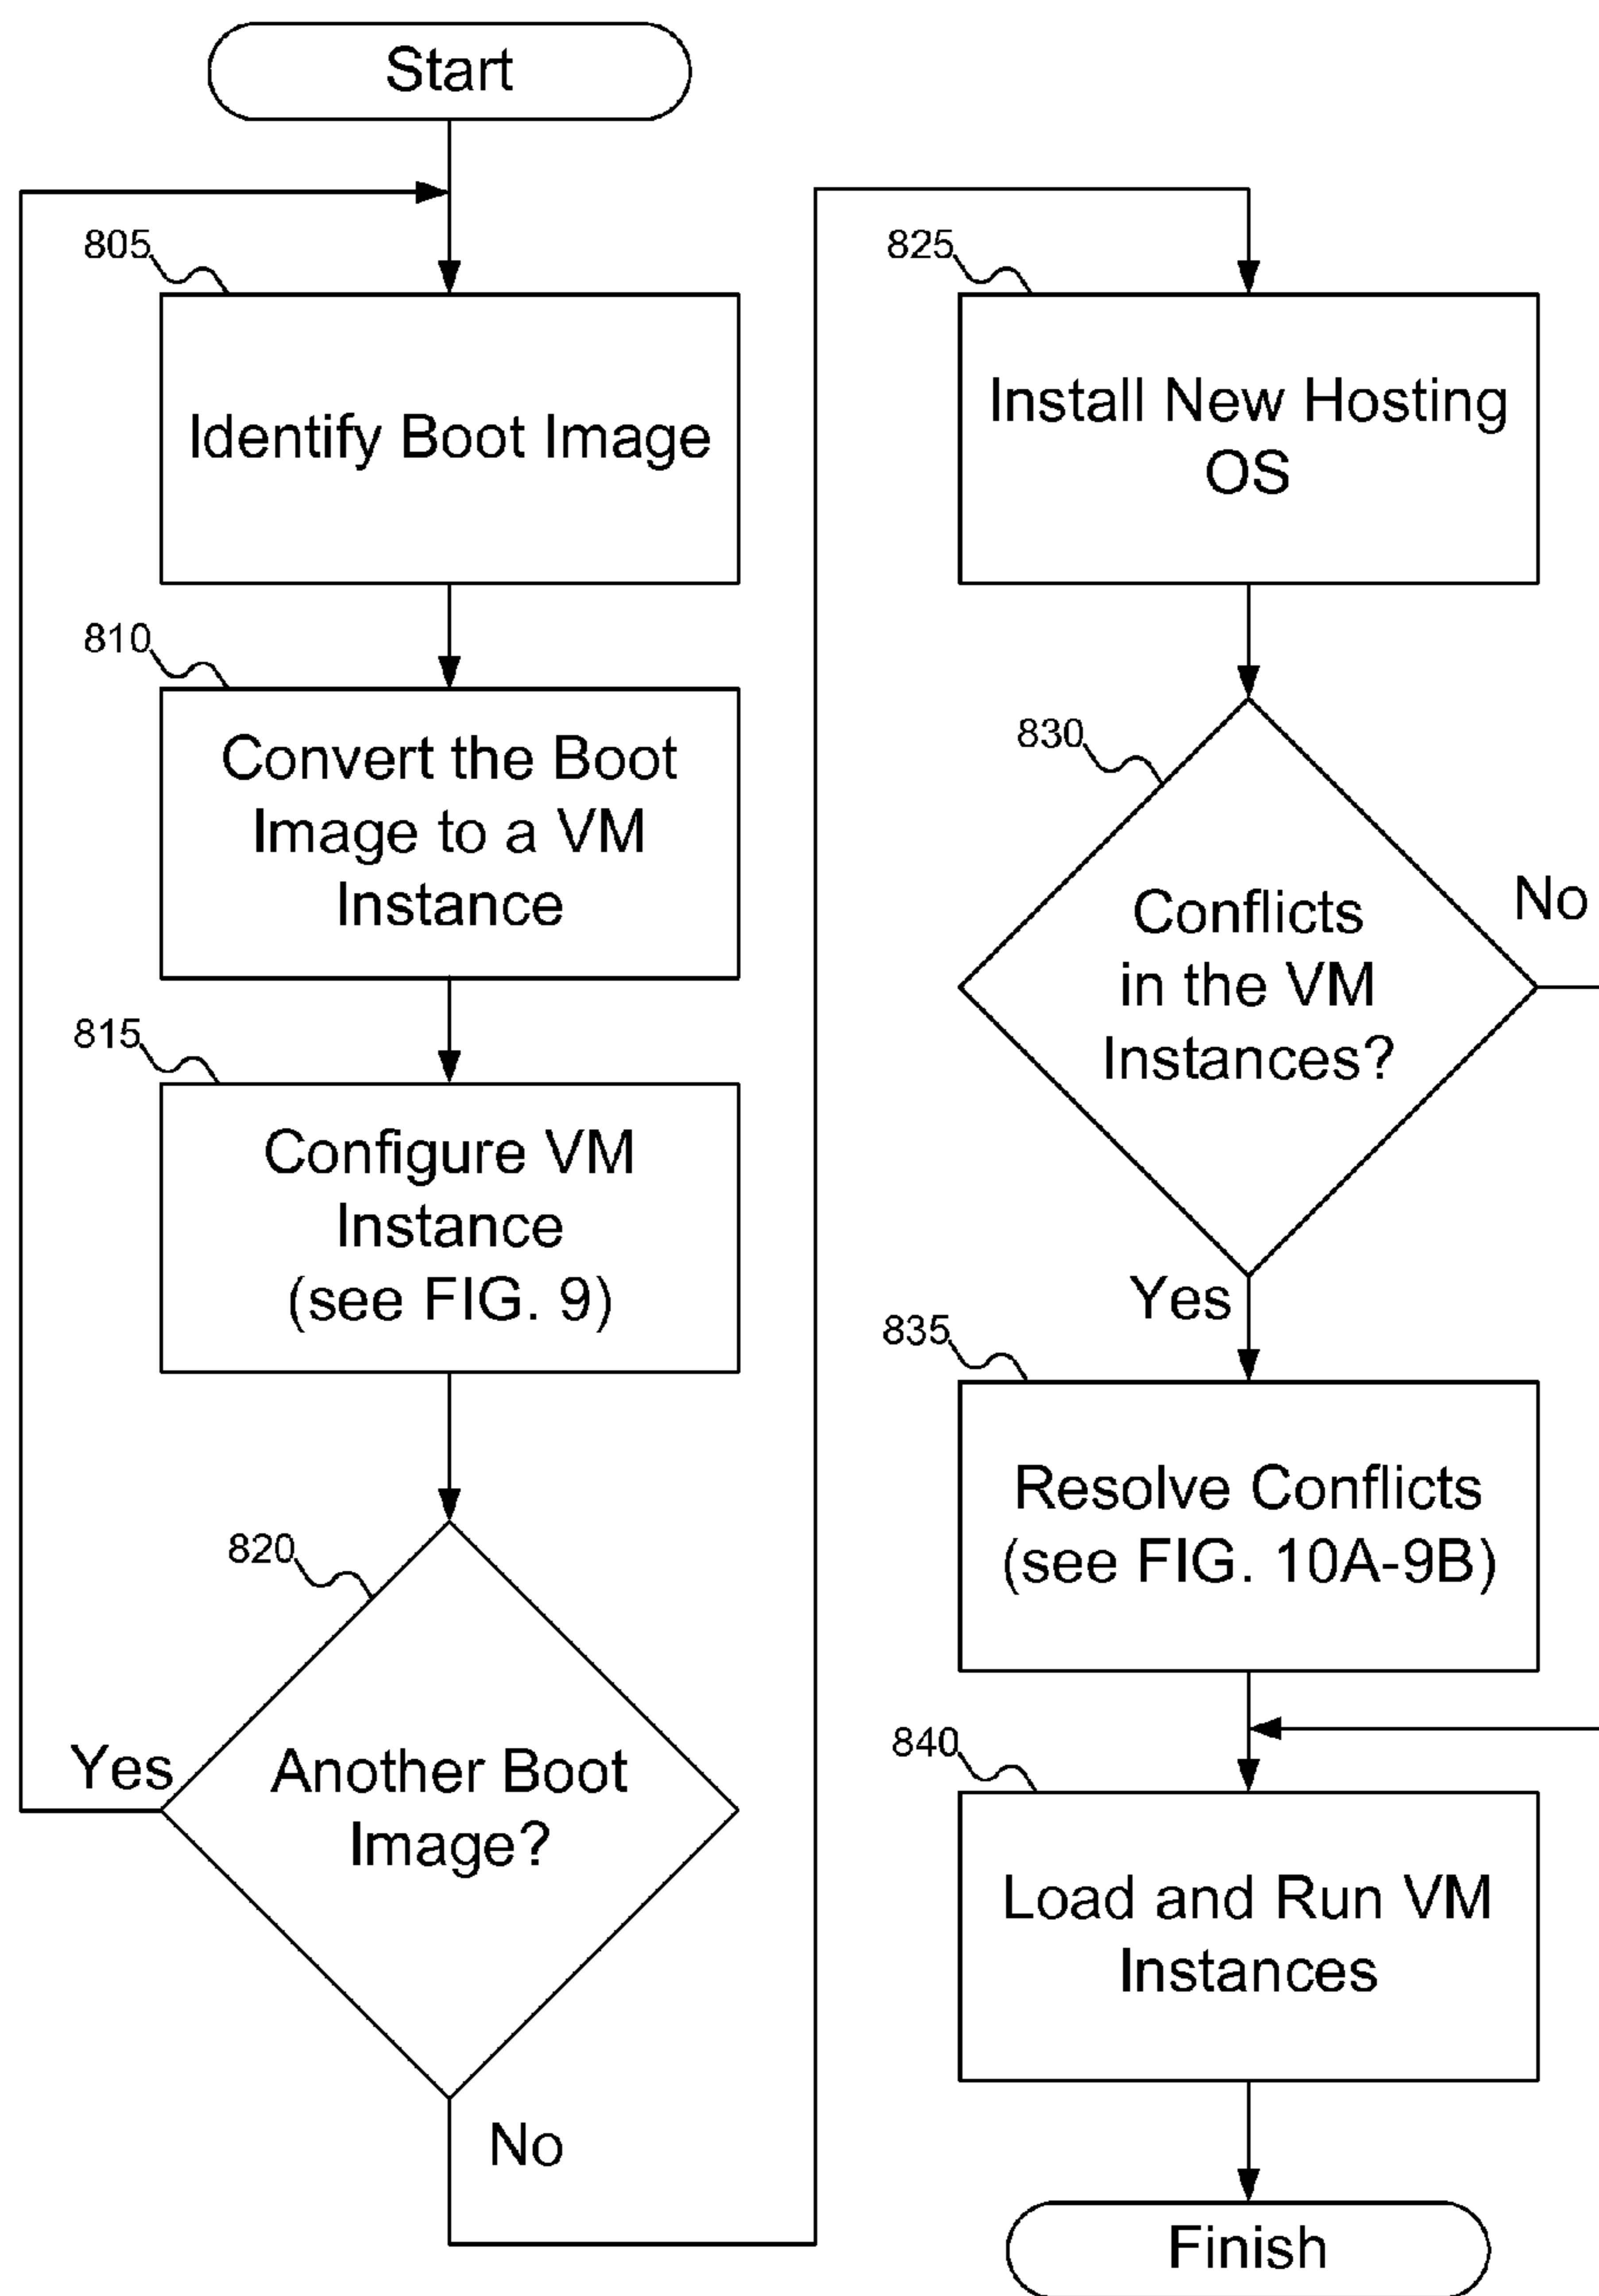 Start
805
Identify Boot Image
810
Convert the Boot
Image to a VM
Instance
815
Configure VM
Instance
(see FIG. 9)
820
Another Boot
Image?
Yes
No
825
Install New Hosting
OS
830
Conflicts
in the VM
Instances?
No
Yes
835
Resolve Conflicts
(see FIG. 10A-9B)
840
Load and Run VM
Instances
Finish